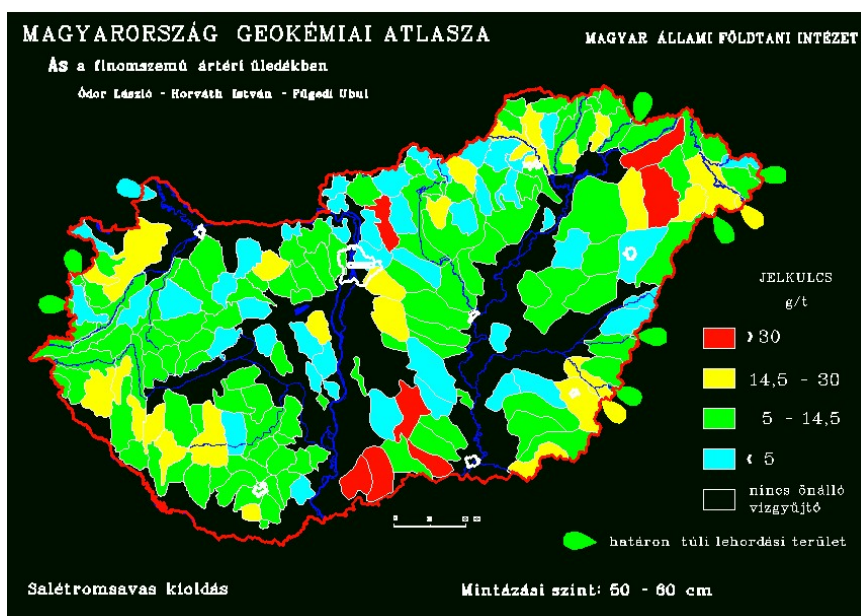 MAGYARORSZÁG GEOKÉMIAI ATLASZA
MAGYAR ÁLLAMI FÖLDTANI INTÉZET
As a finomszemű ártéri üledékben
Ódor László - Horváth István - Fügedi Ubul
JELKULCS
g/t
> 30
14,5 - 30
5 - 14,5
< 5
nincs önálló
vízgyűjtő
határon túli lehordási terület
Salétromsavas kioldás
Mintázási szint: 50 - 60 cm